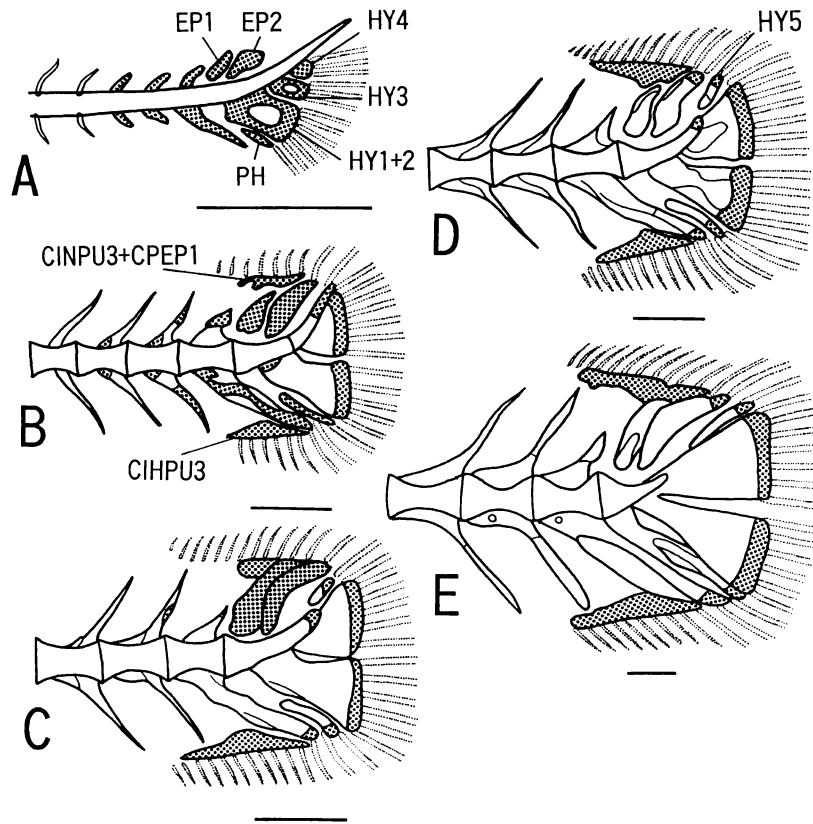 EP1 EP2 HY4
HY3
HY1+2
PH
A
HY5
D
CINPU3+CPEP1
B
CIHPU3
E
C